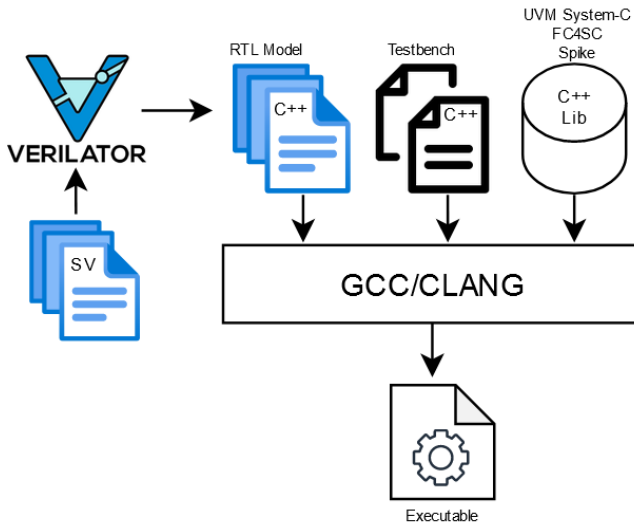 UVM System-C
FC4SC
Spike
RTL Model
Testbench
C++
C++
C++
Lib
VERILATOR
SV
GCC/CLANG
Executable